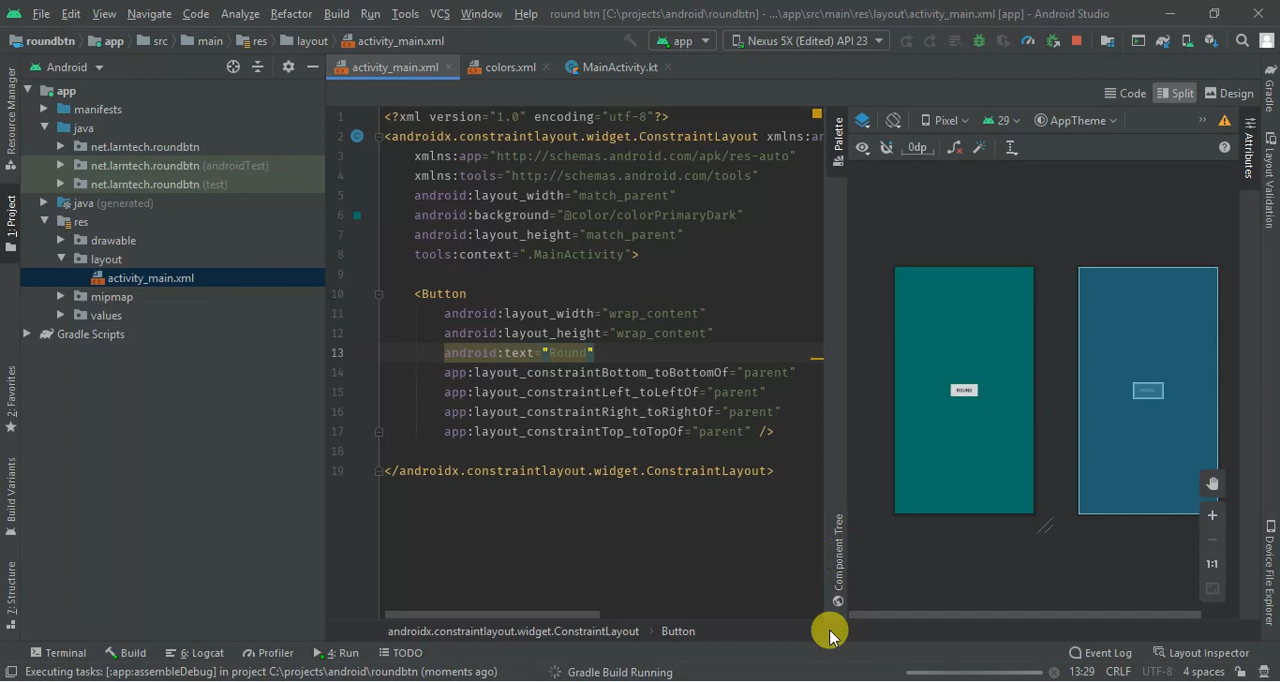 File Edit View Navigate Code Analyze Refactor Build Run Tools VCS Window Help round btn [C:\projects\android\roundbtn] - ...\app\src\main\res\layout\activity_main.xml [app] - Android Studio
roundbtn app src main res layout activity_main.xml app Nexus 5X (Edited) API 23
Android activity_main.xml colors.xml MainActivity.kt
Code Split Design
Resource Manager
1: Project
2: Favorites
Build Variants
7: Structure
app
manifests
java
net.larntech.roundbtn
net.larntech.roundbtn (androidTest)
net.larntech.roundbtn (test)
java (generated)
res
drawable
layout
activity_main.xml
mipmap
values
Gradle Scripts
1 <?xml version="1.0" encoding="utf-8"?>
2 <androidx.constraintlayout.widget.ConstraintLayout xmlns:an
3 xmlns:app="http://schemas.android.com/apk/res-auto"
4 xmlns:tools="http://schemas.android.com/tools"
5 android:layout_width="match_parent"
6 android:background="@color/colorPrimaryDark"
7 android:layout_height="match_parent"
8 tools:context=".MainActivity">
9
10 <Button
11 android:layout_width="wrap_content"
12 android:layout_height="wrap_content"
13 android:text="Round"
14 app:layout_constraintBottom_toBottomOf="parent"
15 app:layout_constraintLeft_toLeftOf="parent"
16 app:layout_constraintRight_toRightOf="parent"
17 app:layout_constraintTop_toTopOf="parent" />
18
19 </androidx.constraintlayout.widget.ConstraintLayout>
androidx.constraintlayout.widget.ConstraintLayout Button
Palette
Component Tree
Pixel 29 AppTheme
0dp
ROUND
1:1
Attributes
Gradle
Layout Validation
Device File Explorer
Terminal Build 6: Logcat Profiler 4: Run TODO Event Log Layout Inspector
Executing tasks: [:app:assembleDebug] in project C:\projects\android\roundbtn (moments ago) Gradle Build Running 13:29 CRLF UTF-8 4 spaces